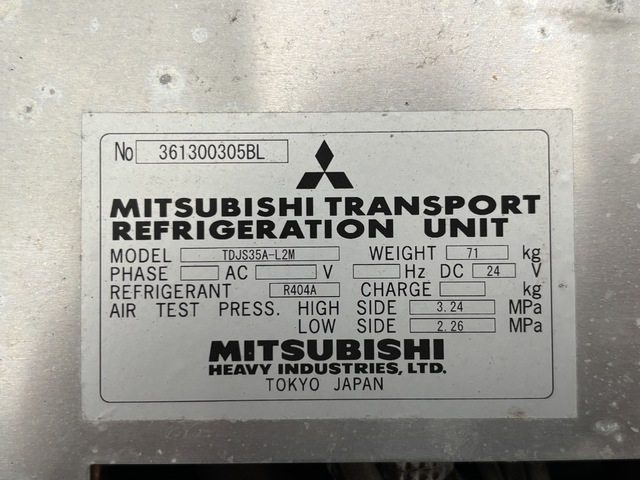 No 361300305BL
MITSUBISHI TRANSPORT
REFRIGERATION UNIT
MODEL TDJS35A-L2M WEIGHT 71 kg
PHASE AC V Hz DC 24 V
REFRIGERANT R404A CHARGE kg
AIR TEST PRESS. HIGH SIDE 3.24 MPa
LOW SIDE 2.26 MPa
MITSUBISHI
HEAVY INDUSTRIES, LTD.
TOKYO JAPAN